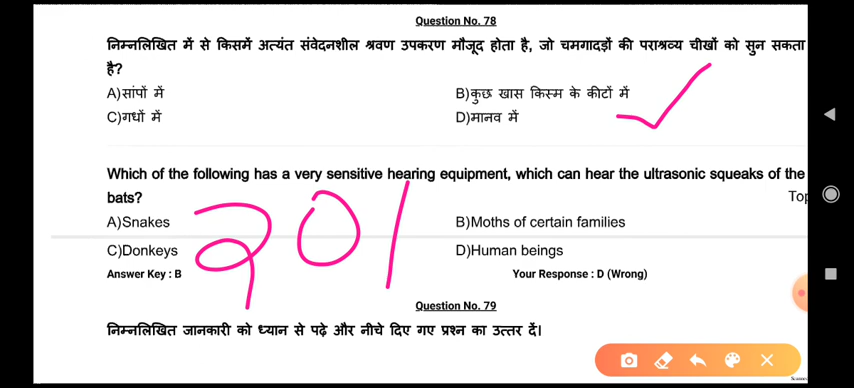 Question No. 78
निम्नलिखित में से किसमें अत्यंत संवेदनशील श्रवण उपकरण मौजूद होता है, जो चमगादड़ों की पराश्रव्य चीखों को सुन सकता
है?
A)सांपों में B)कुछ खास किस्म के कीटों में
C)गधों में D)मानव में
Which of the following has a very sensitive hearing equipment, which can hear the ultrasonic squeaks of the
bats?
Top
A)Snakes B)Moths of certain families
C)Donkeys D)Human beings
Answer Key : B Your Response : D (Wrong)
Question No. 79
निम्नलिखित जानकारी को ध्यान से पढ़े और नीचे दिए गए प्रश्न का उत्तर दें।